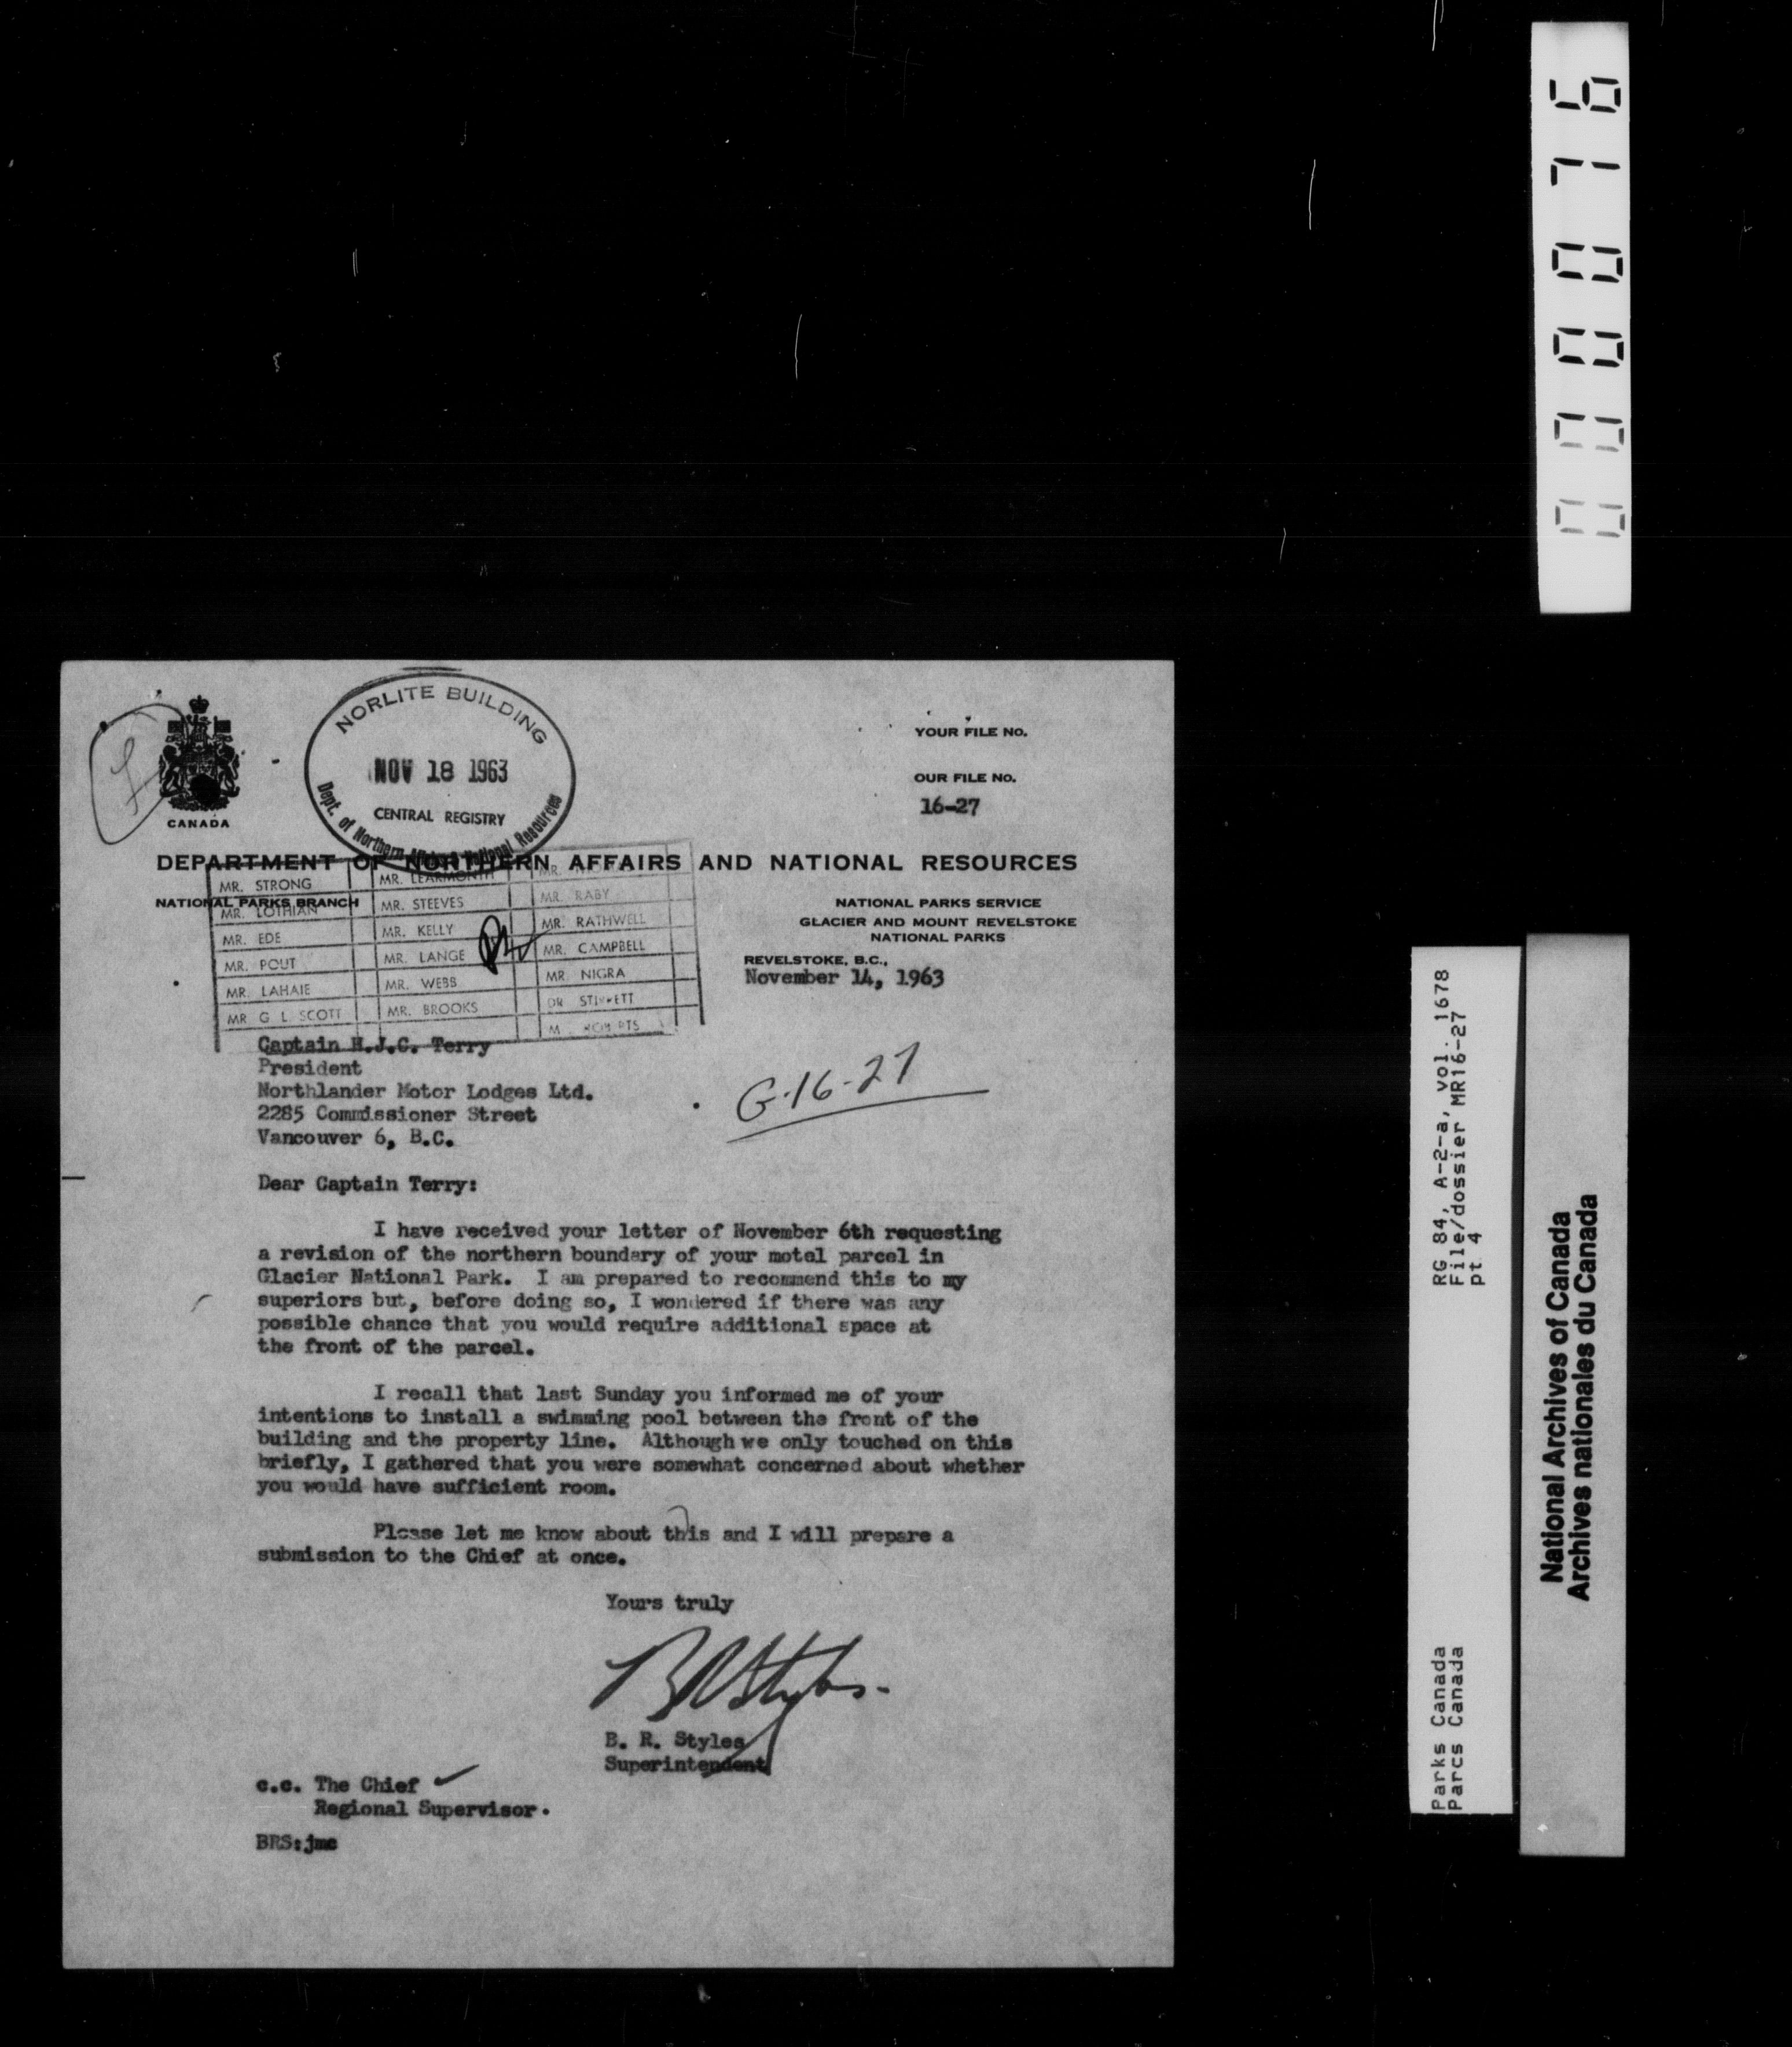 000076
NORLITE BUILDING
NOV 18 1963
CENTRAL REGISTRY
Dept. of Northern Affairs & National Resources
CANADA
YOUR FILE No.
OUR FILE No.
16-27
DEPARTMENT OF NORTHERN AFFAIRS AND NATIONAL RESOURCES
NATIONAL PARKS BRANCH
MR. STRONG
MR. LOTHIAN
MR. EDE
MR. POUT
MR. LAHAIE
MR G L. SCOTT
MR. LEARMONTH
MR. STEEVES
MR. KELLY
MR. LANGE
MR. WEBB
MR. BROOKS
MR.
MR. RABY
MR. RATHWELL
MR. CAMPBELL
MR. NIGRA
DR
NATIONAL PARKS SERVICE
GLACIER AND MOUNT REVELSTOKE
NATIONAL PARKS
REVELSTOKE, B.C.,
November 14, 1963
Captain H.J.C. Terry
President
Northlander Motor Lodges Ltd.
2285 Commissioner Street
Vancouver 6, B.C.
G-16-27
Dear Captain Terry:
I have received your letter of November 6th requesting
a revision of the northern boundary of your motel parcel in
Glacier National Park. I am prepared to recommend this to my
superiors but, before doing so, I wondered if there was any
possible chance that you would require additional space at
the front of the parcel.
I recall that last Sunday you informed me of your
intentions to install a swimming pool between the front of the
building and the property line. Although we only touched on this
briefly, I gathered that you were somewhat concerned about whether
you would have sufficient room.
Please let me know about this and I will prepare a
submission to the Chief at once.
Yours truly
BRStyles.
B. R. Styles
Superintendent
c.c. The Chief
Regional Supervisor.
BRS:jmc
RG 84, A-2-a, vol. 1678
File/dossier MR16-27
pt.4
Parks Canada
Parcs Canada
National Archives of Canada
Archives nationales du Canada